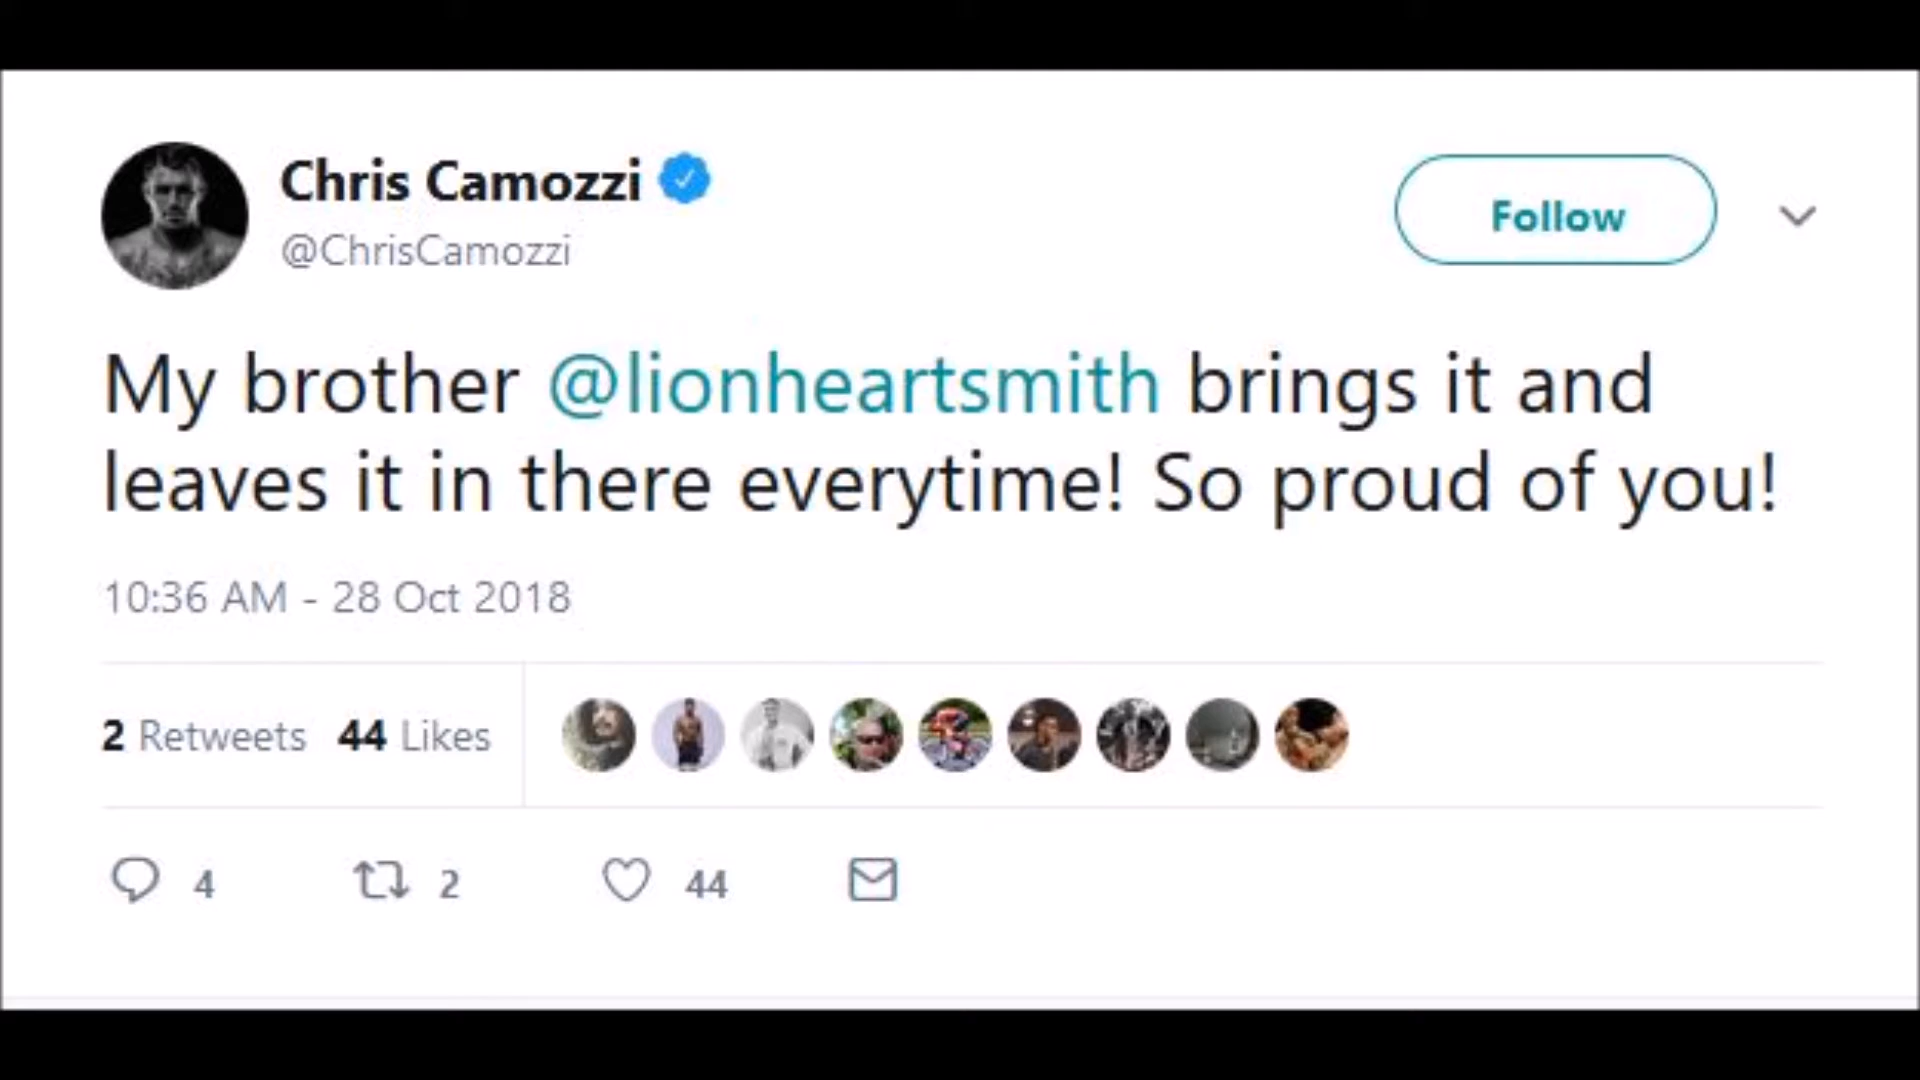 Chris Camozzi
@ChrisCamozzi
Follow
My brother @lionheartsmith brings it and
leaves it in there everytime! So proud of you!
10:36 AM - 28 Oct 2018
2 Retweets 44 Likes
4 2 44